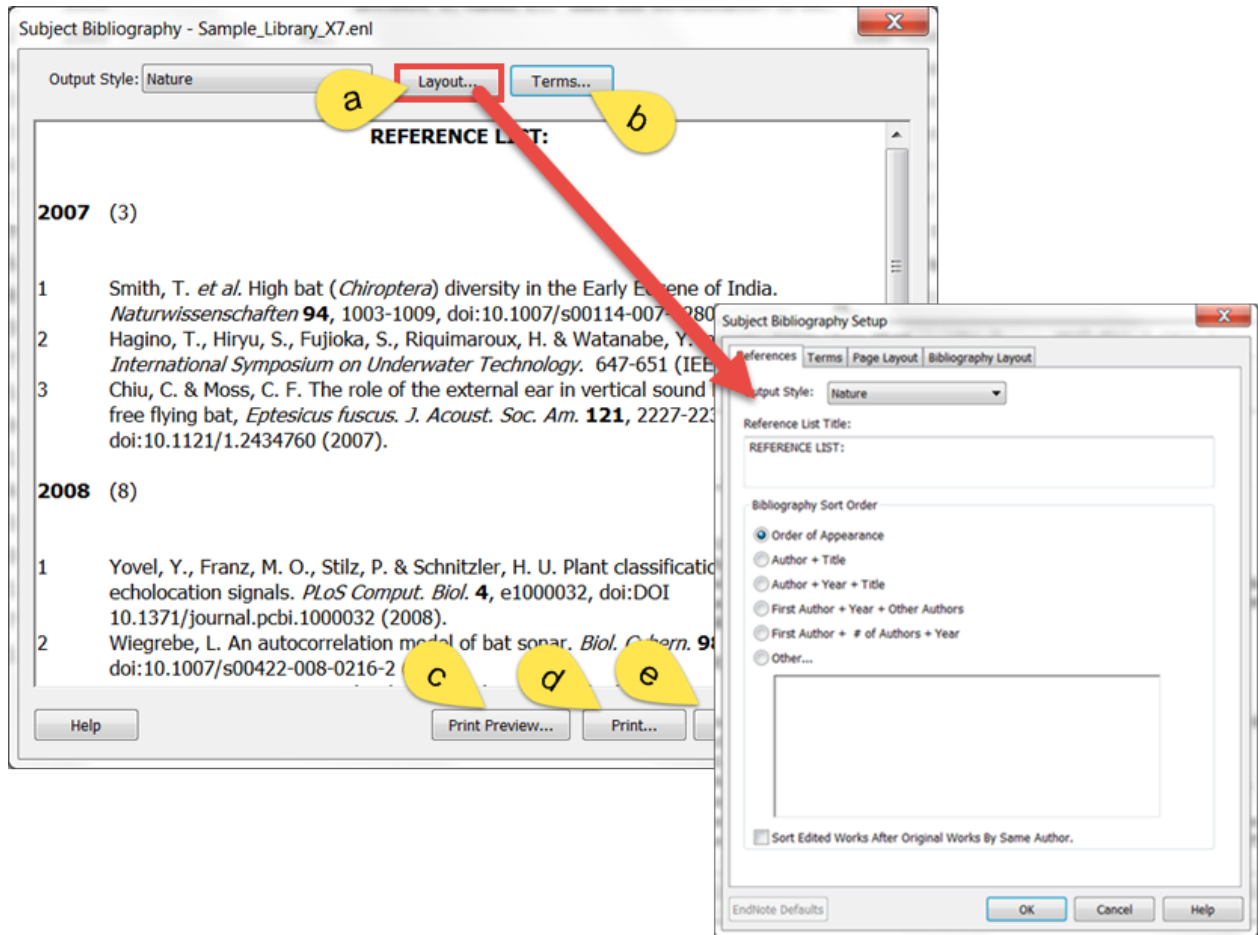 Subject Bibliography - Sample_Library_X7.enl
Output Style: Nature
Layout...
Terms...
a
b
REFERENCE LIST:
2007 (3)
1 Smith, T. et al. High bat (Chiroptera) diversity in the Early Eocene of India.
Naturwissenschaften 94, 1003-1009, doi:10.1007/s00114-007-0280
2 Hagino, T., Hiryu, S., Fujioka, S., Riquimaroux, H. & Watanabe, Y.
International Symposium on Underwater Technology. 647-651 (IEE
3 Chiu, C. & Moss, C. F. The role of the external ear in vertical sound
free flying bat, Eptesicus fuscus. J. Acoust. Soc. Am. 121, 2227-223
doi:10.1121/1.2434760 (2007).
2008 (8)
1 Yovel, Y., Franz, M. O., Stilz, P. & Schnitzler, H. U. Plant classificatio
echolocation signals. PLoS Comput. Biol. 4, e1000032, doi:DOI
10.1371/journal.pcbi.1000032 (2008).
2 Wiegrebe, L. An autocorrelation model of bat sonar. Biol. Cybern. 98
doi:10.1007/s00422-008-0216-2
c
d
e
Help
Print Preview...
Print...
Subject Bibliography Setup
References Terms Page Layout Bibliography Layout
Output Style: Nature
Reference List Title:
REFERENCE LIST:
Bibliography Sort Order
Order of Appearance
Author + Title
Author + Year + Title
First Author + Year + Other Authors
First Author + # of Authors + Year
Other...
Sort Edited Works After Original Works By Same Author.
EndNote Defaults
OK
Cancel
Help